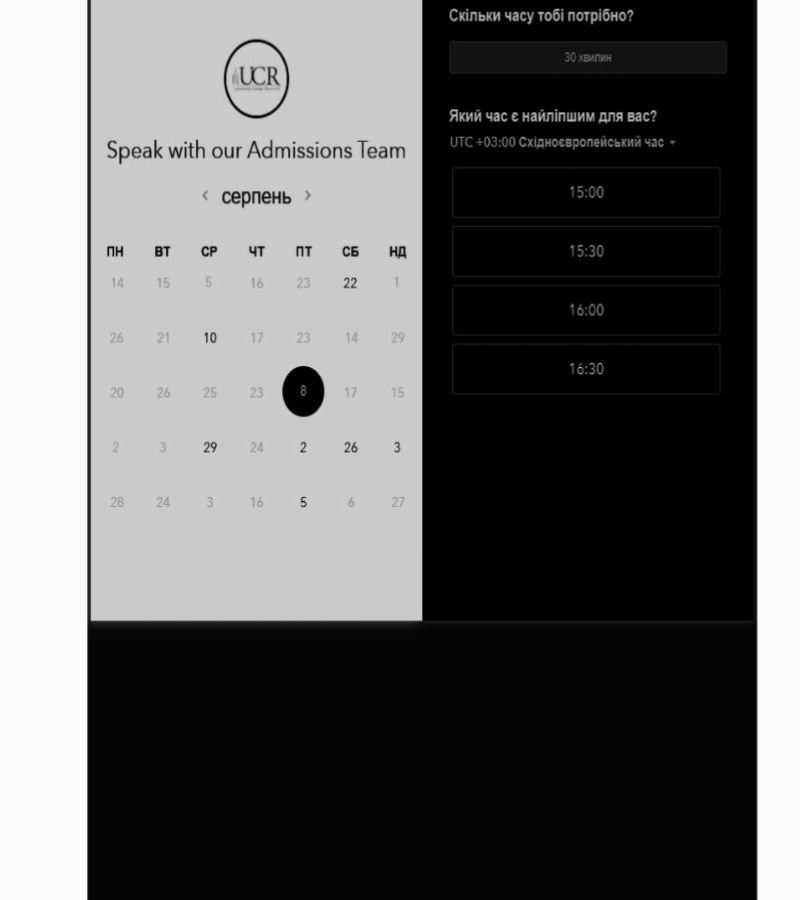 UCR
Speak with our Admissions Team
‹ серпень ›
ПН ВТ СР ЧТ ПТ СБ НД
14 15 5 16 23 22 1
26 21 10 17 23 14 29
20 26 25 23 8 17 15
2 3 29 24 2 26 3
28 24 3 16 5 6 27
Скільки часу тобі потрібно?
30 хвилин
Який час є найліпшим для вас?
UTC +03:00 Східноєвропейський час
15:00
15:30
16:00
16:30